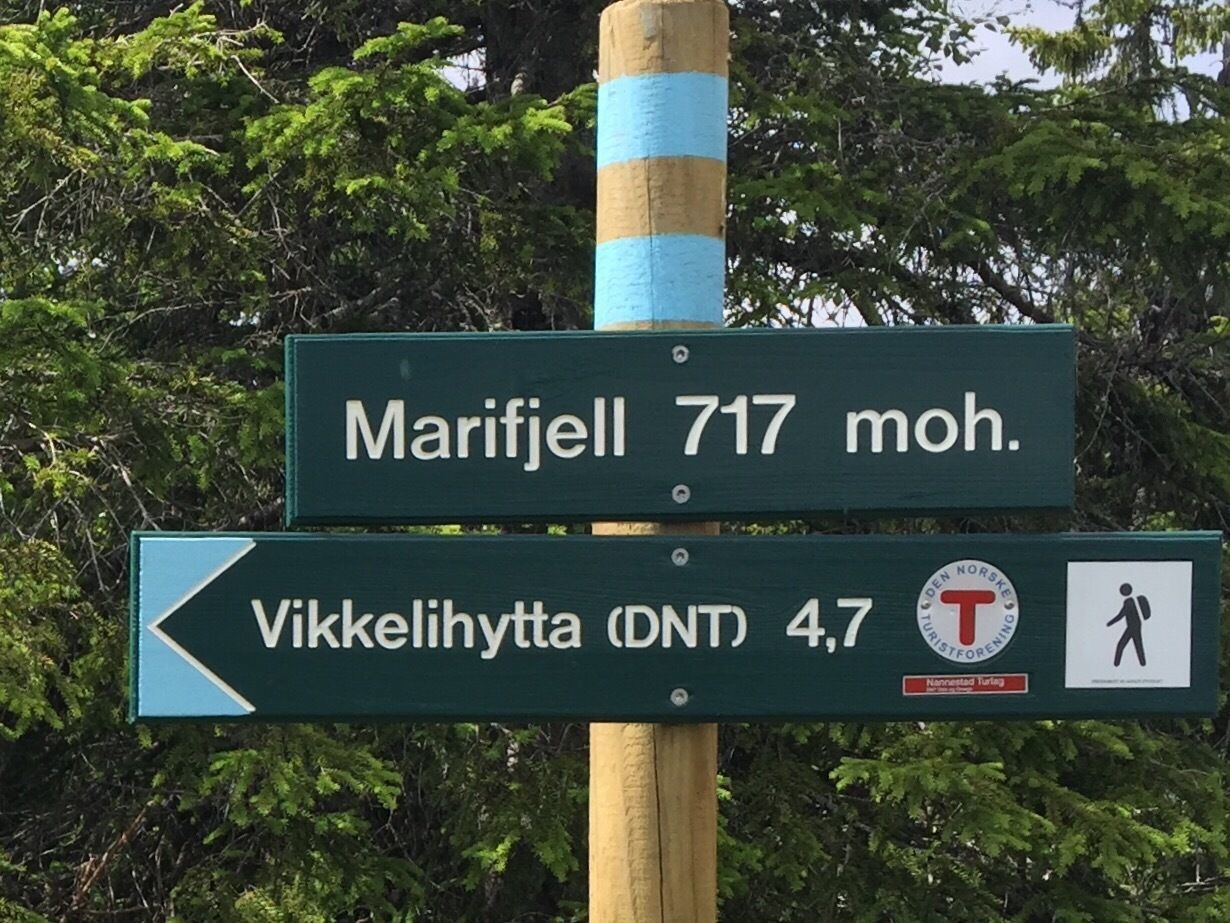 Marifjell 717 moh.
Vikkelihytta (DNT) 4,7
DEN NORSKE
TURISTFORENING
T
Nannestad Turlag